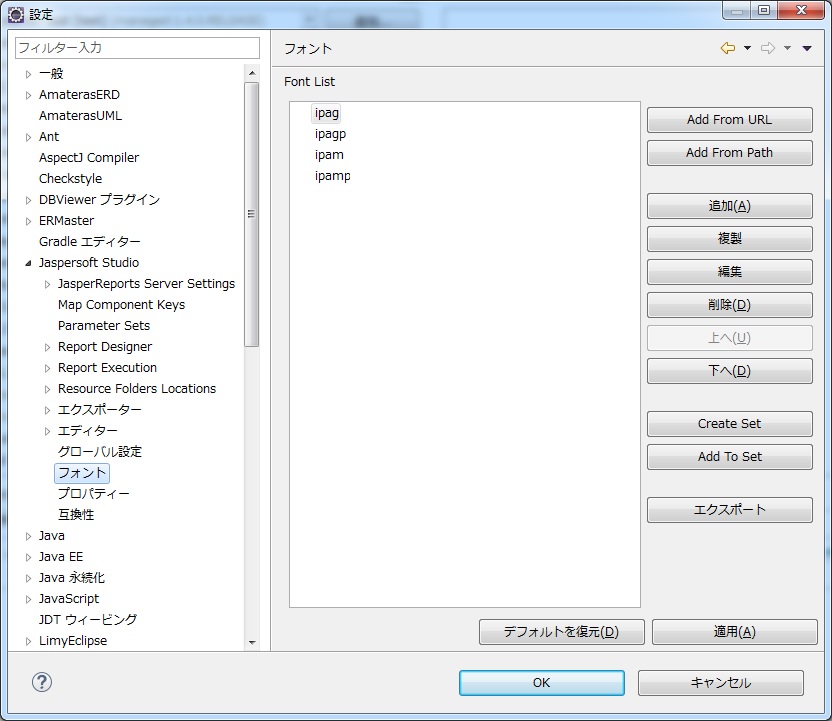 設定
フィルター入力
一般
AmaterasERD
AmaterasUML
Ant
AspectJ Compiler
Checkstyle
DBViewer プラグイン
ERMaster
Gradle エディター
Jaspersoft Studio
JasperReports Server Settings
Map Component Keys
Parameter Sets
Report Designer
Report Execution
Resource Folders Locations
エクスポーター
エディター
グローバル設定
フォント
プロパティー
互換性
Java
Java EE
Java 永続化
JavaScript
JDT ウィービング
LimyEclipse
フォント
Font List
ipag
ipagp
ipam
ipamp
Add From URL
Add From Path
追加(A)
複製
編集
削除(D)
上へ(U)
下へ(D)
Create Set
Add To Set
エクスポート
デフォルトを復元(D)
適用(A)
OK
キャンセル